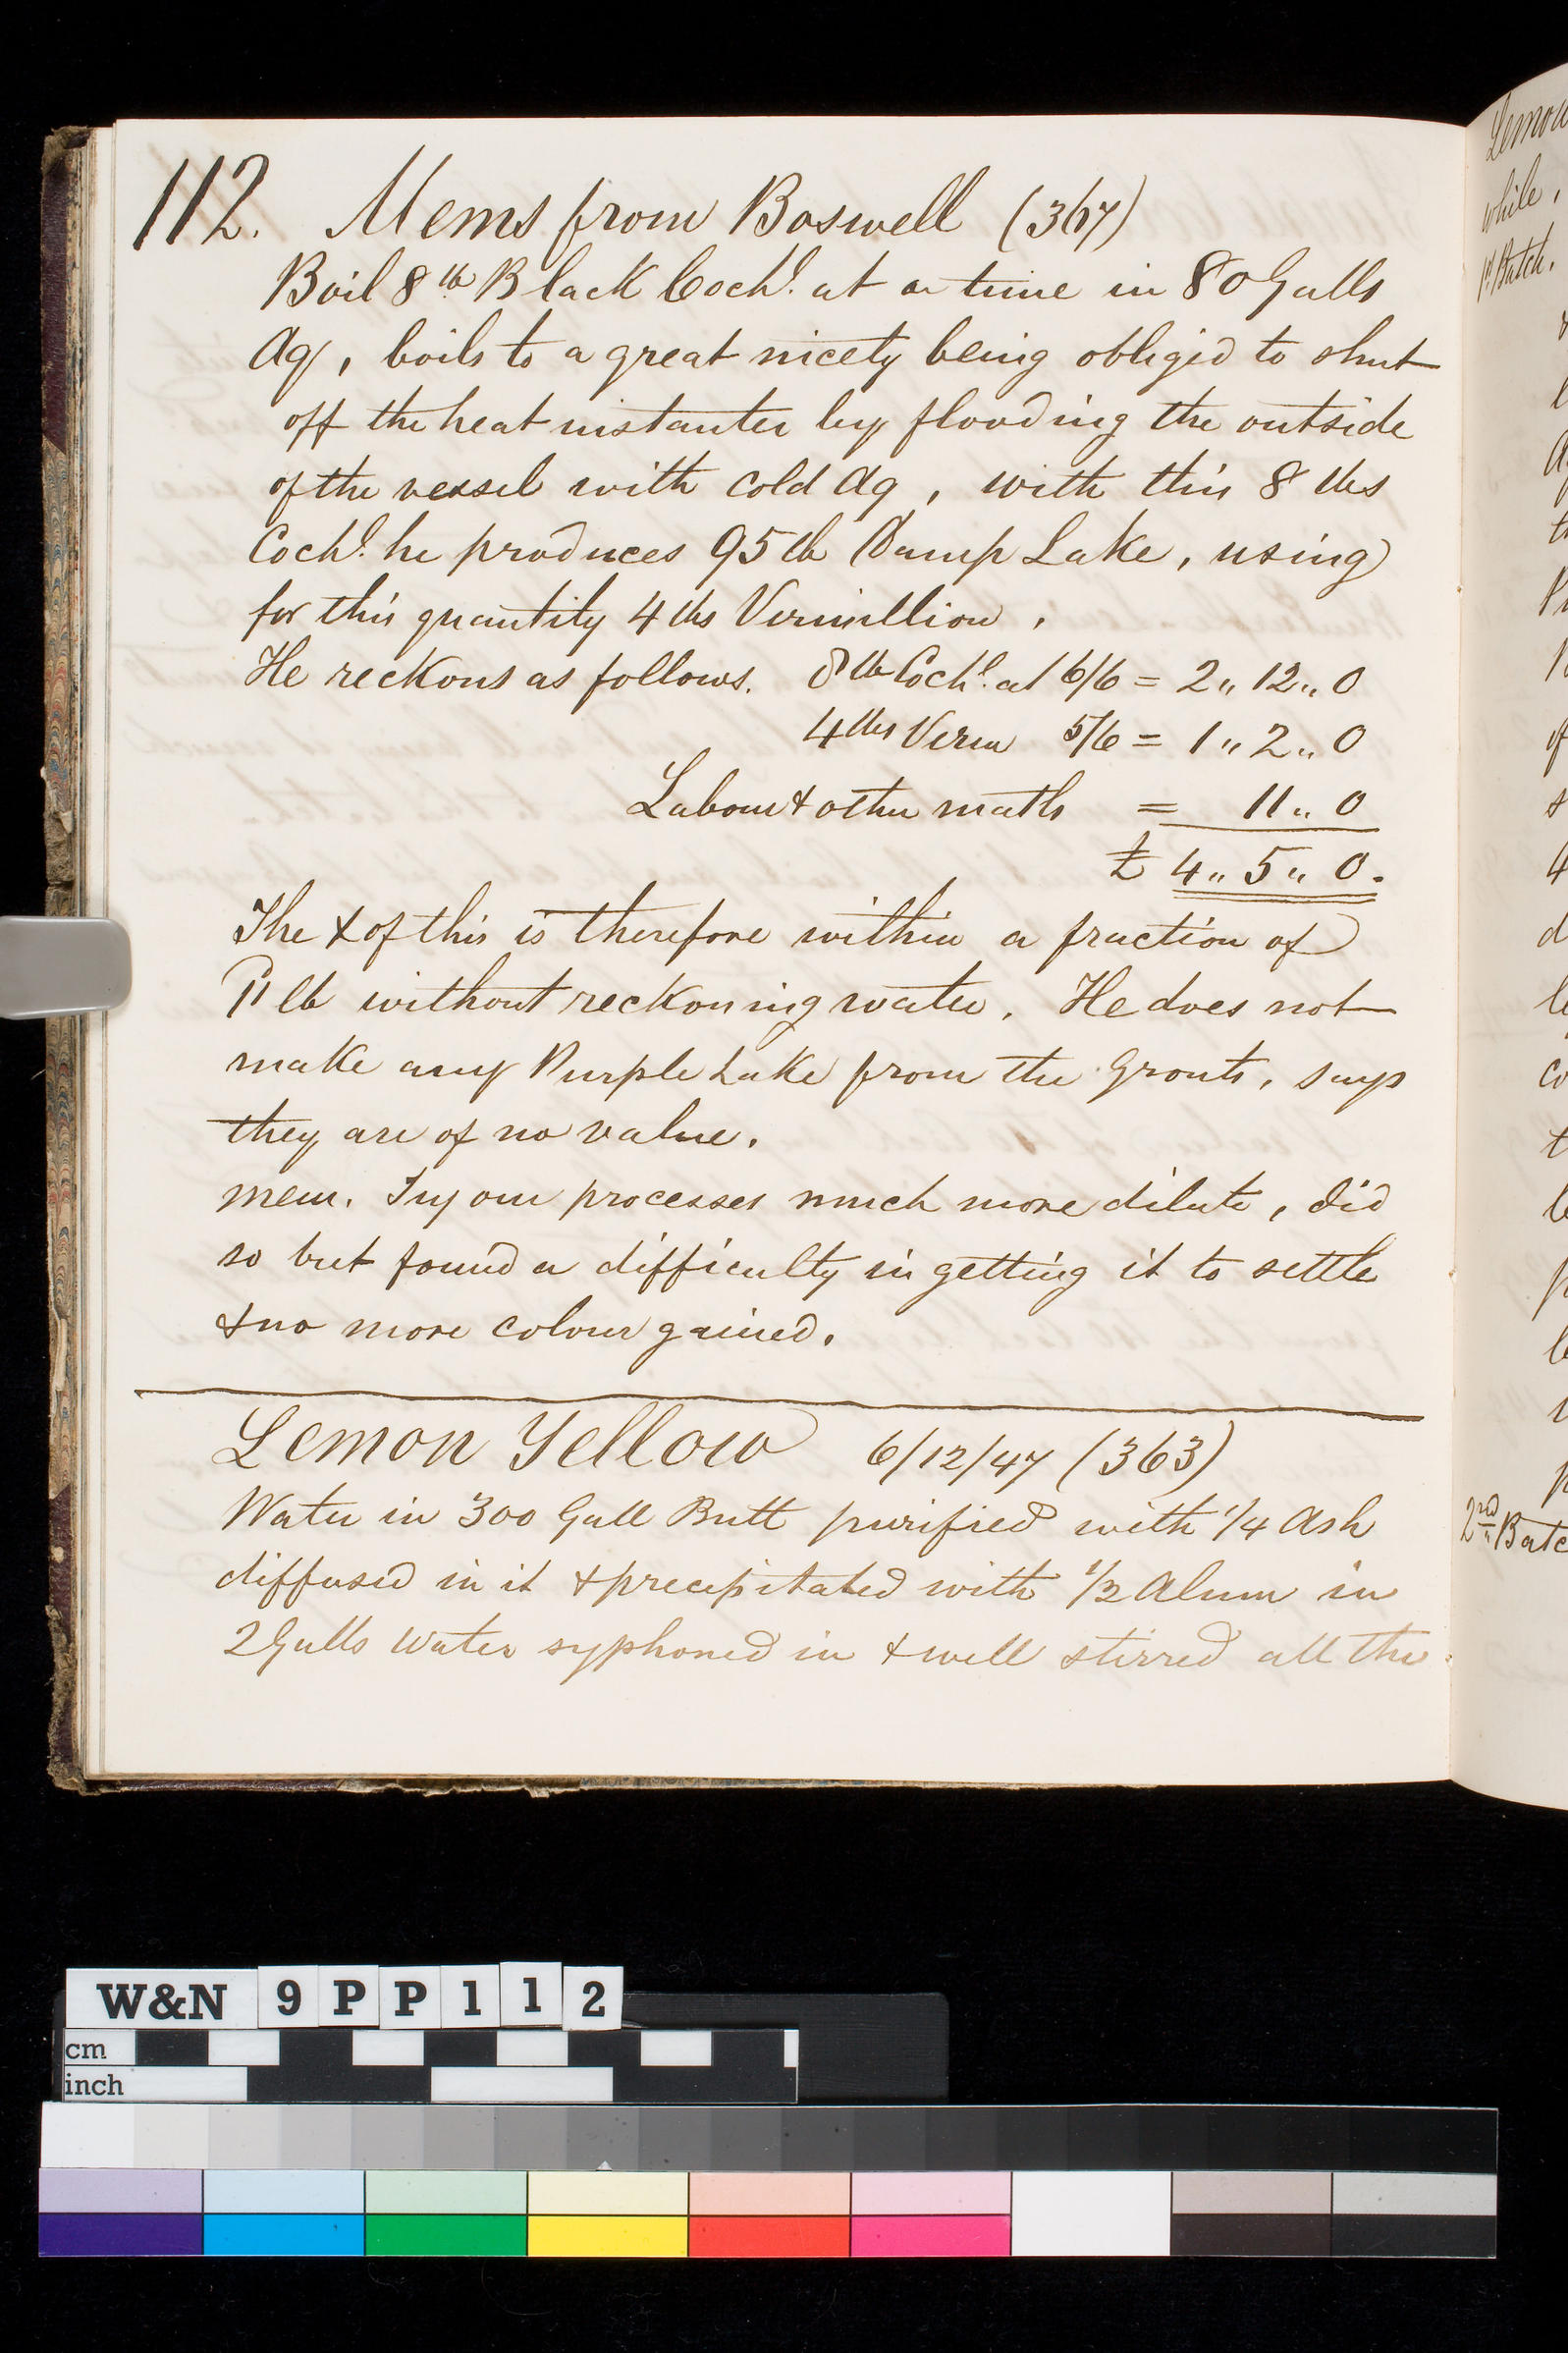 112. Mems from Boswell (367)
Boil 8 lb Black Cochl. at a time in 80 Galls
Aq, boils to a great nicety being obliged to shut
off the heat instanter by flooding the outside
of the vessel with cold Aq, with this 8 lbs
Cochl. he produces 95 lb Damp Lake, using
for this quantity 4 lbs Vermillion.
He reckons as follows. 8 lb Cochl. at 6/6 = 2,, 12,, 0
4 lbs Verm 5/6 = 1,, 2,, 0
Labour & other matls = 11,, 0
£ 4,, 5,, 0.
The & of this is therefore within a fraction of
lb without reckoning water. He does not
make any Purple Lake from the Grouts, says
they are of no value.
mem. Try our processes much more dilute, did
so but found a difficulty in getting it to settle
& no more colour gained.
Lemon Yellow 6/12/47 (363)
Water in 300 Gall Butt purified with 1/4 Ash
diffused in it & precipitated with 1/2 Alum in
2 Galls Water syphoned in & well stirred all the
Lemon
while,
1st Batch.
2nd Batc
W&N 9PP112
cm
inch